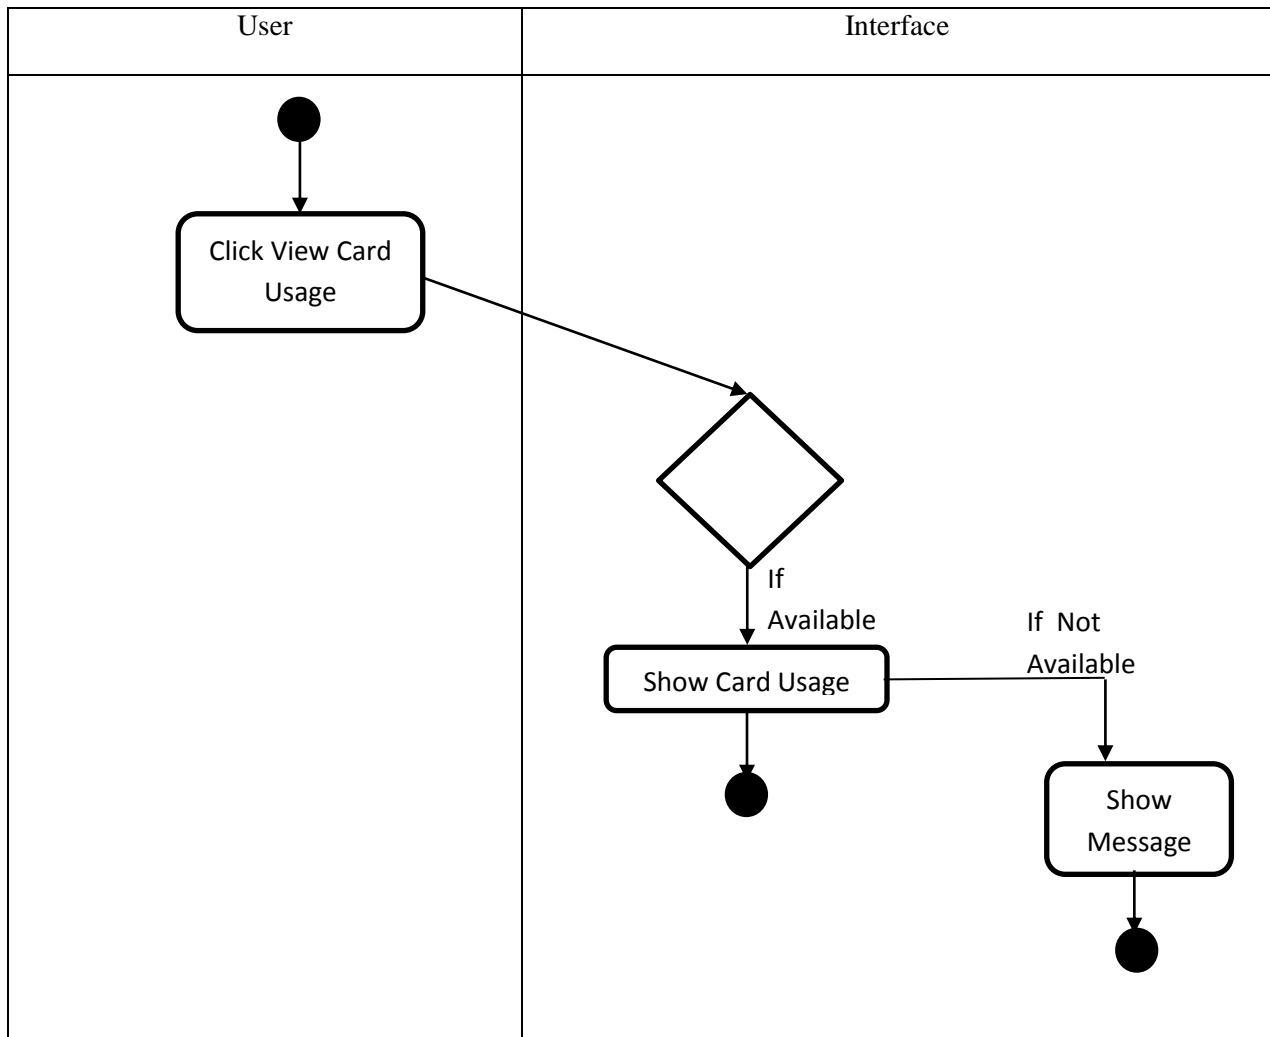 User
Interface
Click View Card
Usage
If
Available
If Not
Available
Show Card Usage
Show
Message